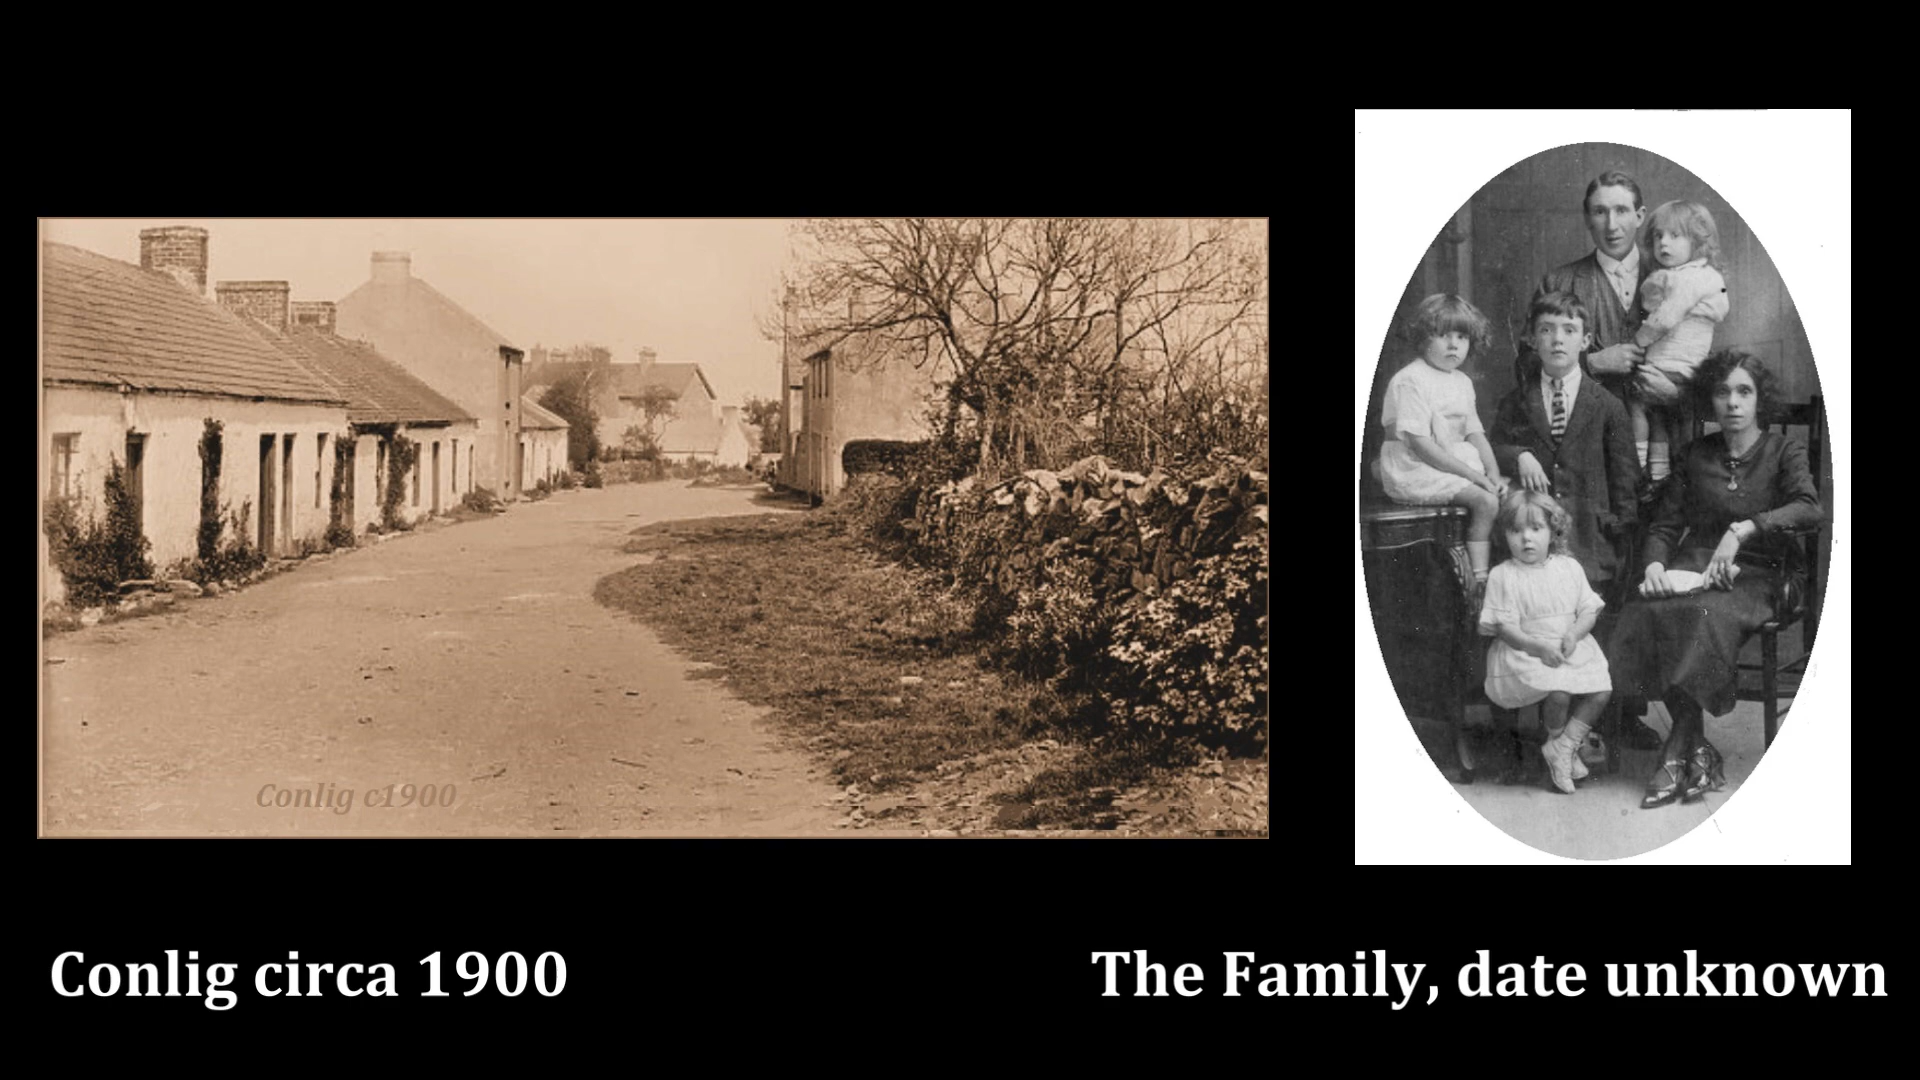 Conlig c1900
Conlig circa 1900
The Family, date unknown